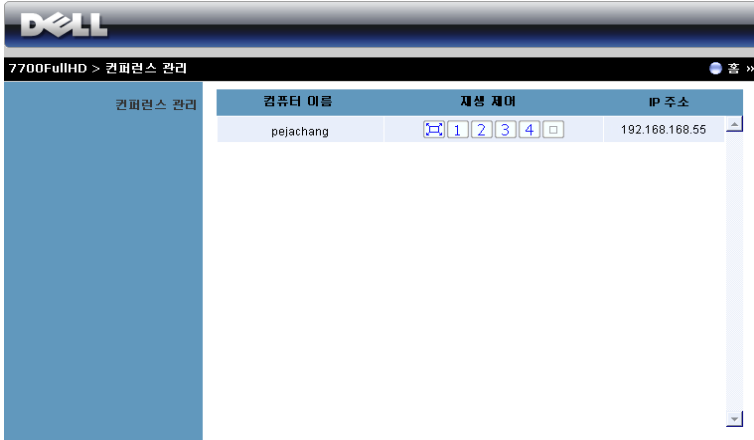 DELL
7700FullHD > 컨퍼런스 관리
홈 »
컨퍼런스 관리
컴퓨터 이름 재생 제어 IP 주소
pejachang 1 2 3 4 192.168.168.55